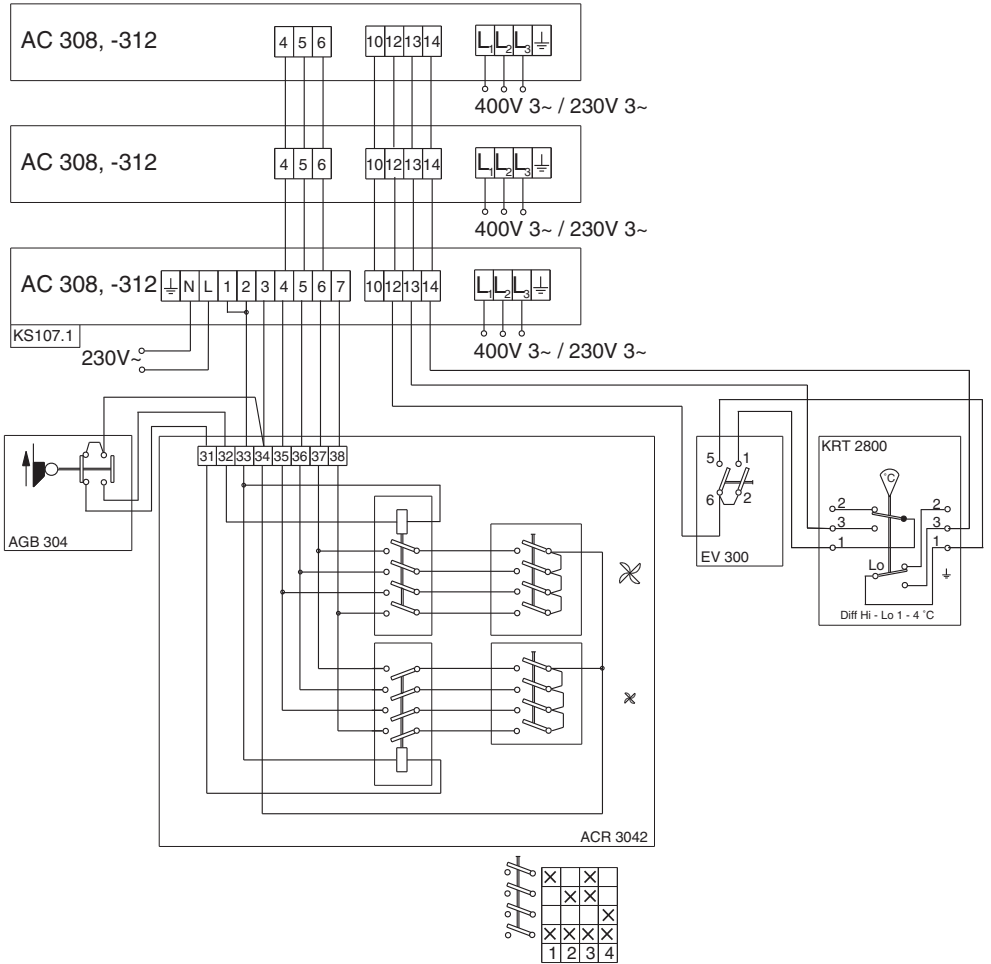 AC 308, -312
4 5 6
10 12 13 14
L1 L2 L3
400V 3~ / 230V 3~
AC 308, -312
4 5 6
10 12 13 14
L1 L2 L3
400V 3~ / 230V 3~
AC 308, -312
N L 1 2 3 4 5 6 7
10 12 13 14
L1 L2 L3
KS107.1
230V~
400V 3~ / 230V 3~
AGB 304
31 32 33 34 35 36 37 38
5 1
6 2
EV 300
KRT 2800
°C
2 2
3 3
1 1
Lo
Diff Hi - Lo 1 - 4 °C
ACR 3042
X X
X X
X
X X X X
1 2 3 4